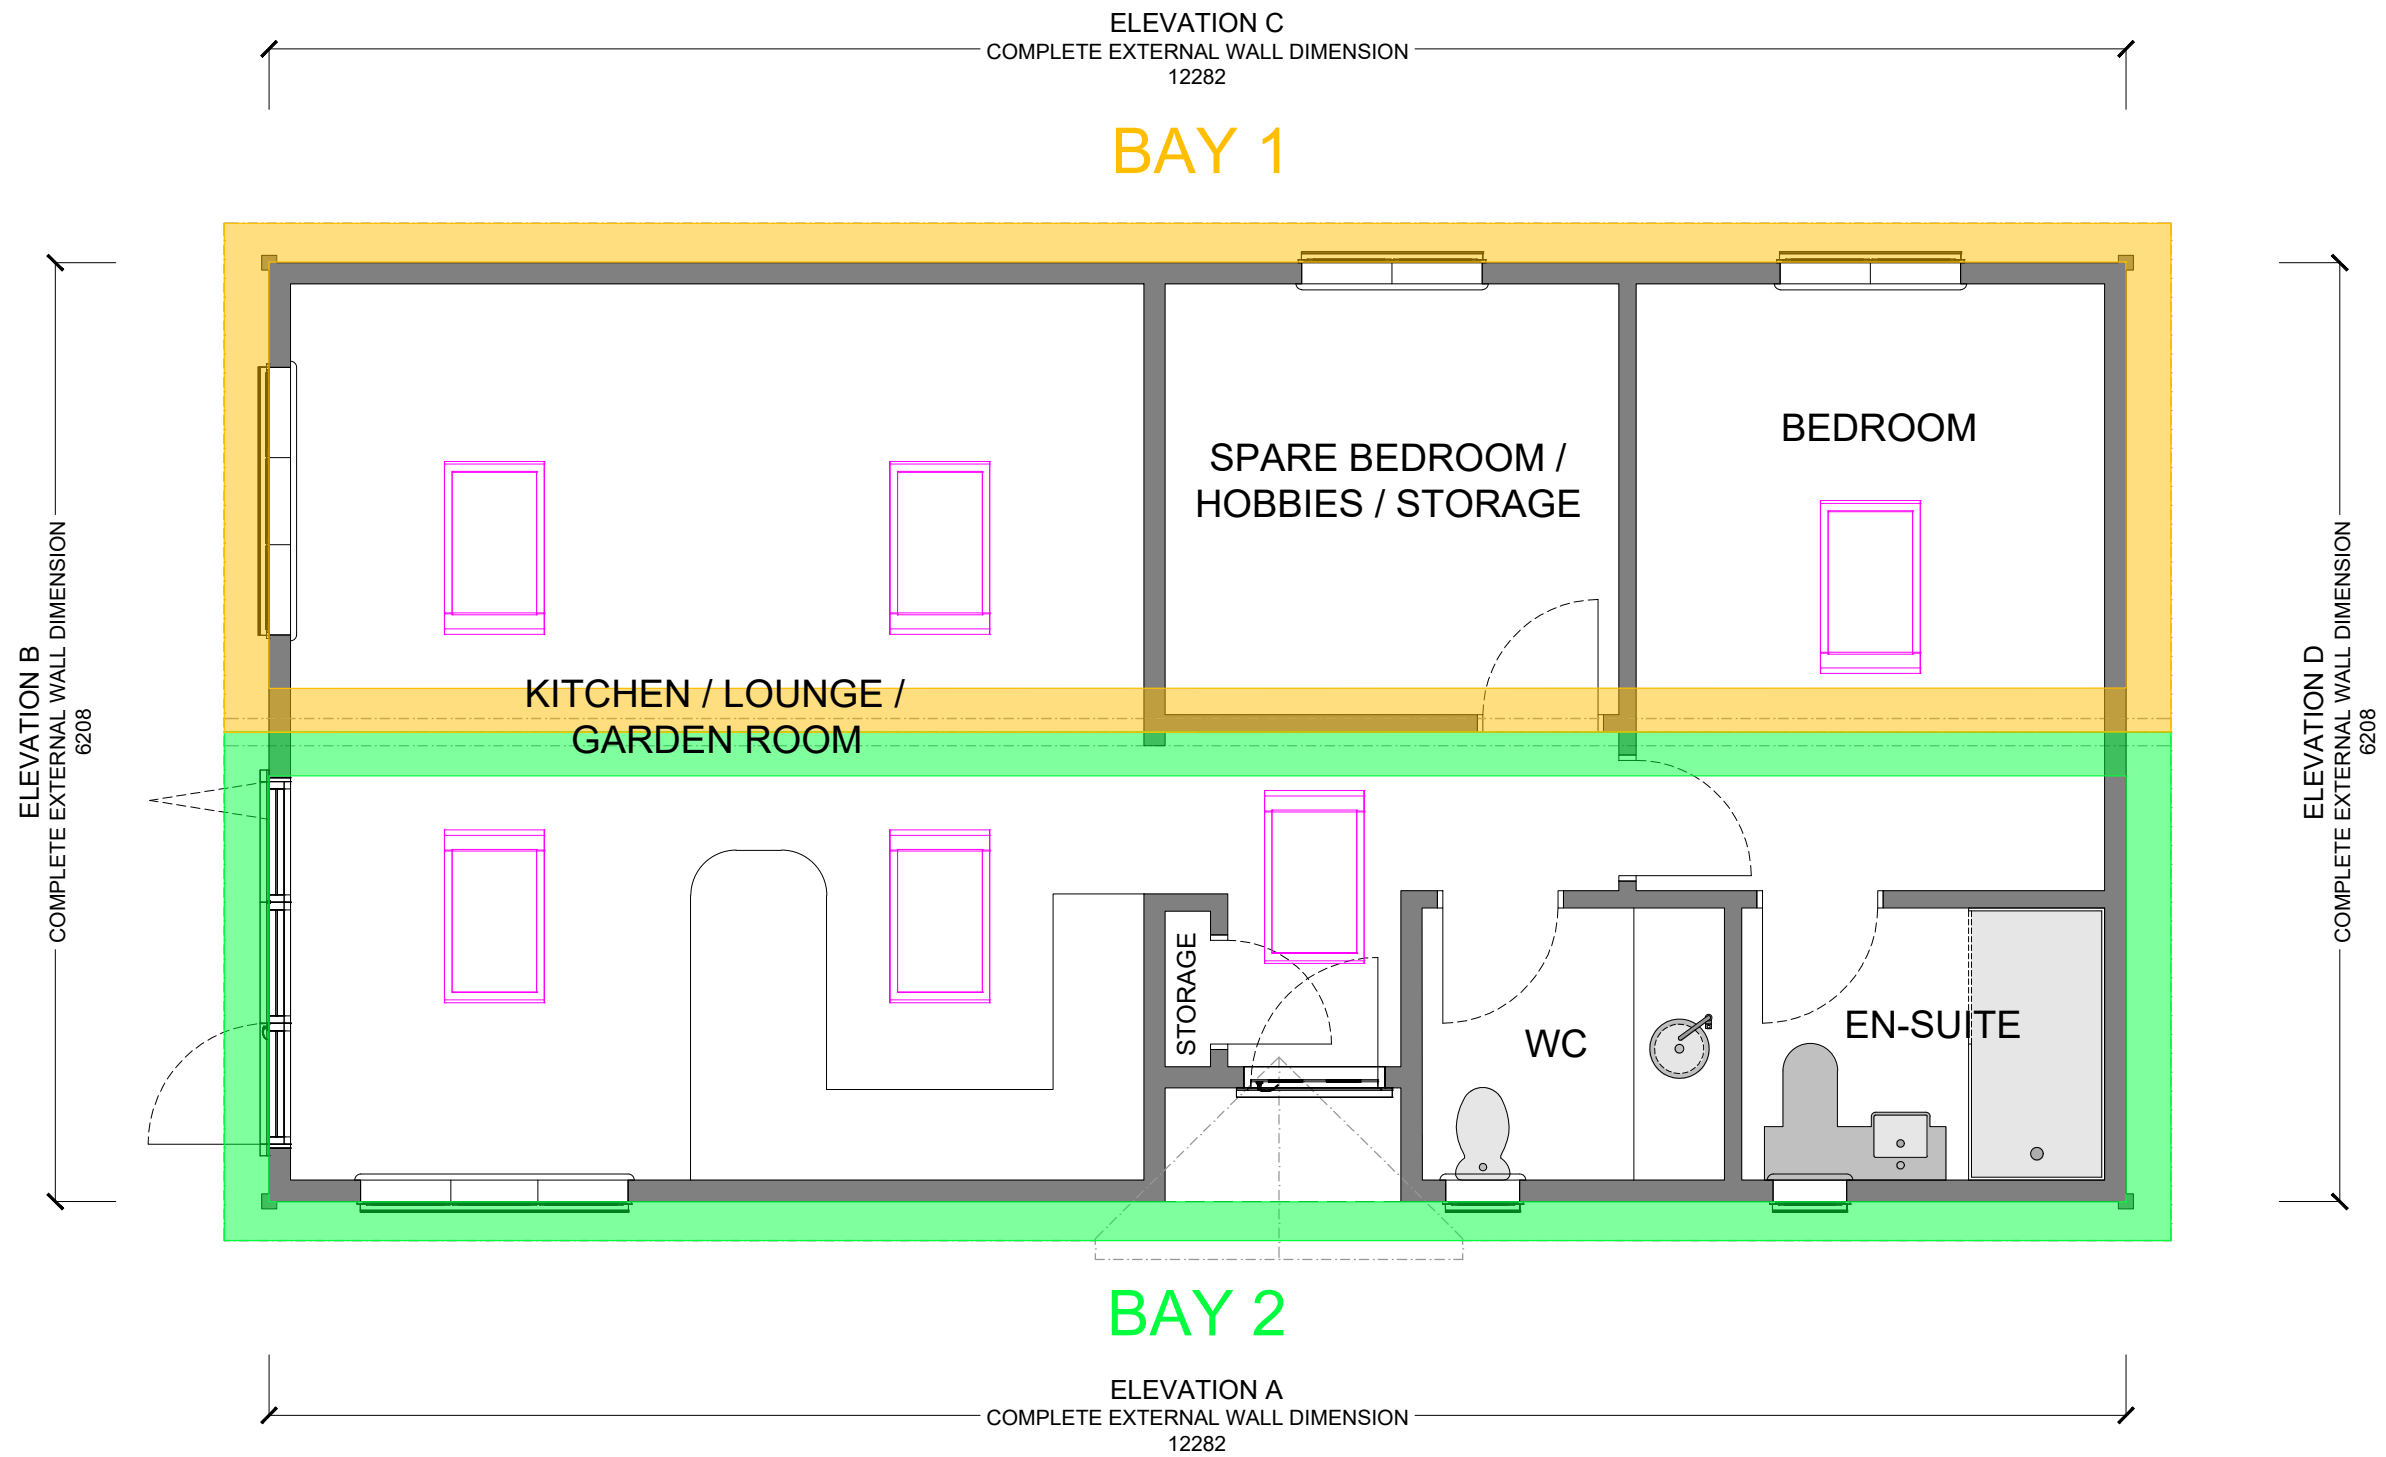 ELEVATION C
COMPLETE EXTERNAL WALL DIMENSION
12282
BAY 1
ELEVATION B
COMPLETE EXTERNAL WALL DIMENSION
6208
BEDROOM
SPARE BEDROOM /
HOBBIES / STORAGE
KITCHEN / LOUNGE /
GARDEN ROOM
STORAGE
WC
EN-SUITE
ELEVATION D
COMPLETE EXTERNAL WALL DIMENSION
6208
BAY 2
ELEVATION A
COMPLETE EXTERNAL WALL DIMENSION
12282